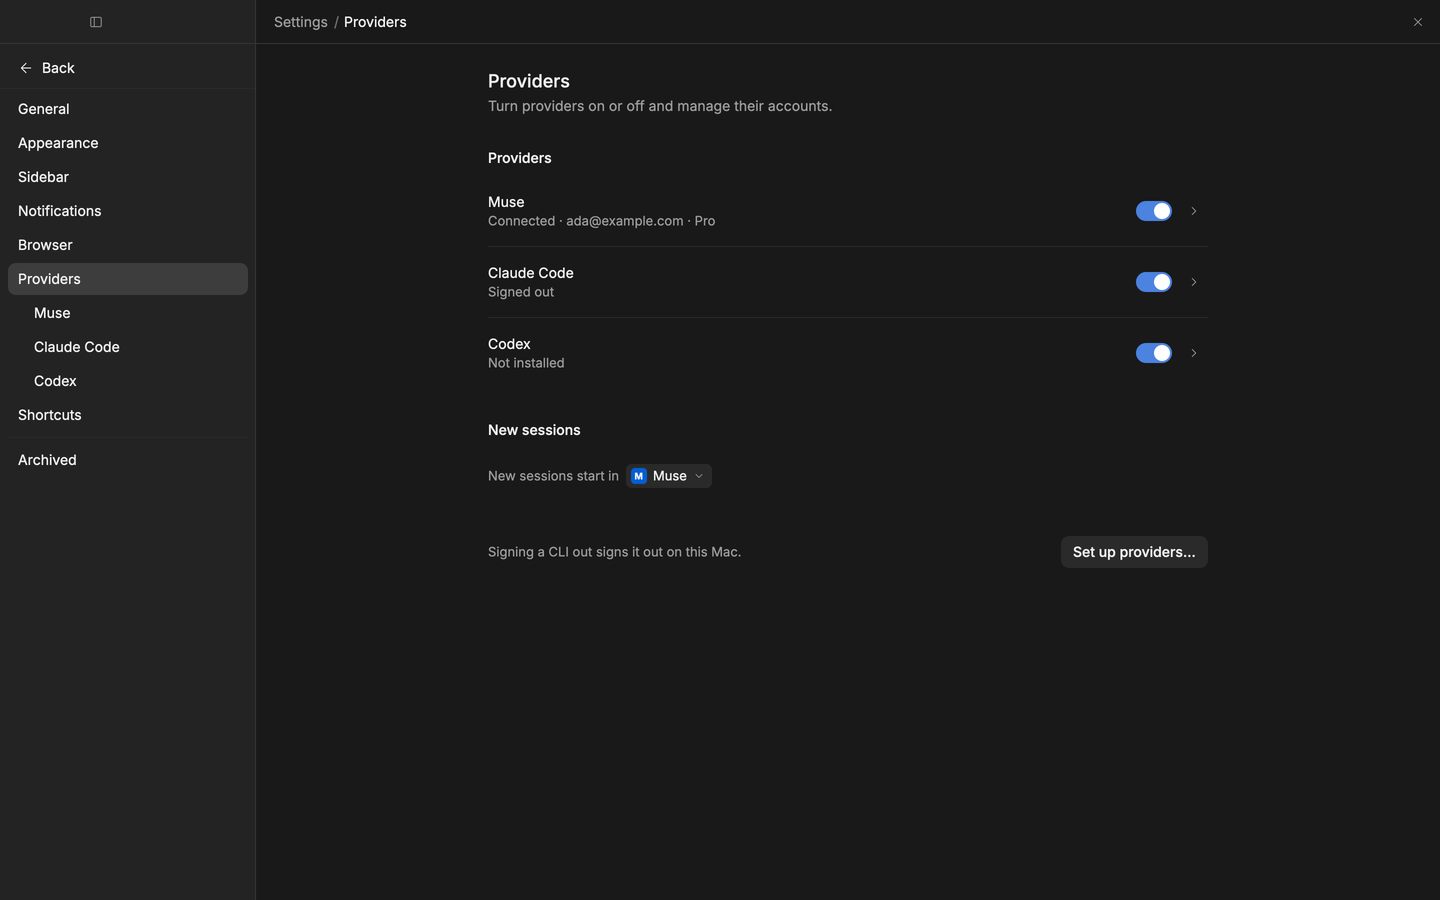 Settings / Providers
Back
General
Appearance
Sidebar
Notifications
Browser
Providers
Muse
Claude Code
Codex
Shortcuts
Archived
Providers
Turn providers on or off and manage their accounts.
Providers
Muse
Connected · ada@example.com · Pro
Claude Code
Signed out
Codex
Not installed
New sessions
New sessions start in M Muse
Signing a CLI out signs it out on this Mac.
Set up providers...